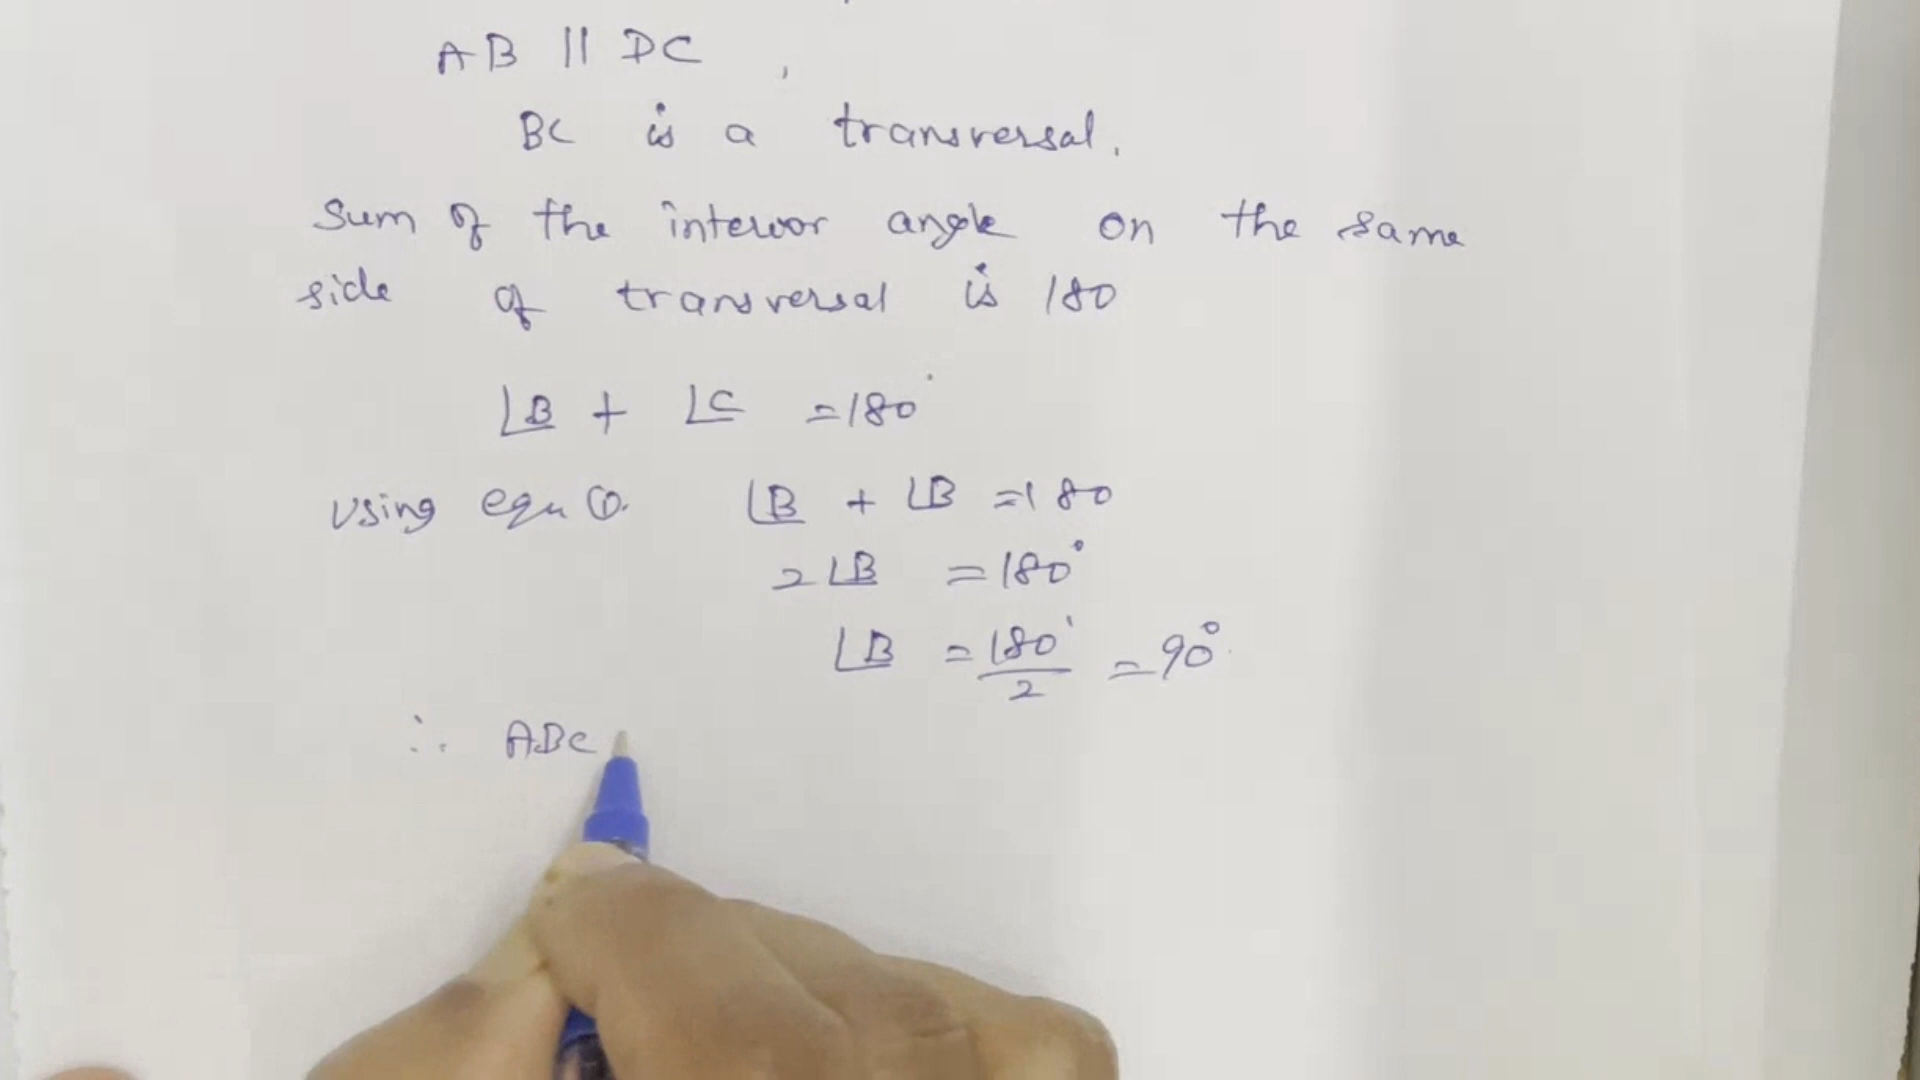 AB || DC ,
BC is a transversal.
Sum of the interior angle on the same
side of transversal is 180
∠B + ∠C = 180°
Using equ ①. ∠B + ∠B = 180
2∠B = 180°
∠B = 180°/2 = 90°
∴ ABC